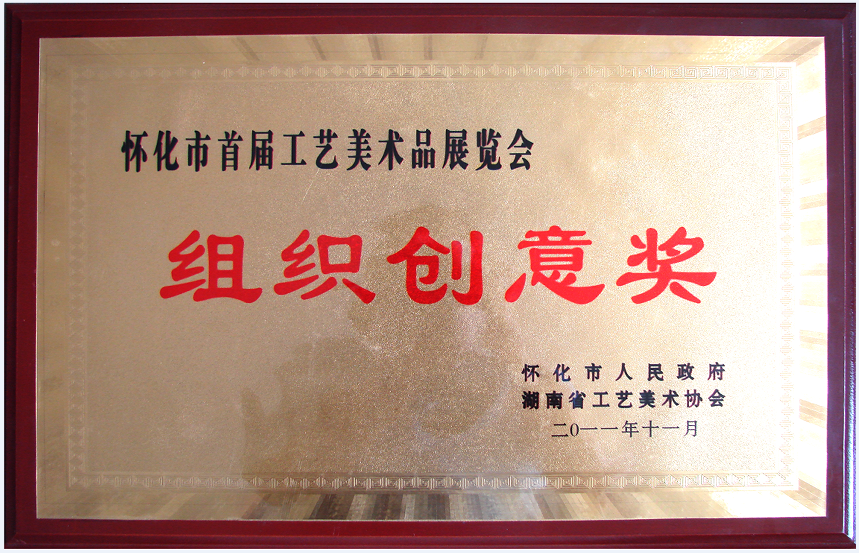 怀化市首届工艺美术品展览会
组织创意奖
怀化市人民政府
湖南省工艺美术协会
二0一一年十一月